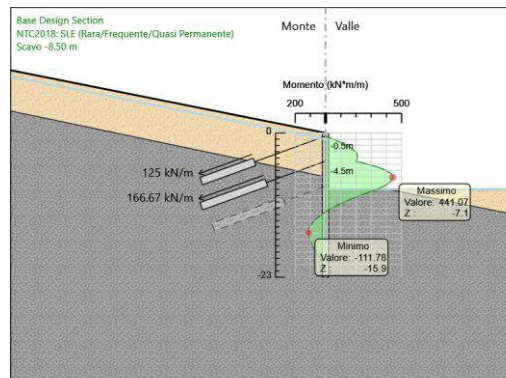 Base Design Section
NTC2018: SLE (Rara/Frequente/Quasi Permanente)
Scavo -8.50 m
Monte
Valle
Momento (kN*m/m)
200
0
500
0
-0.5m
125 kN/m
-4.5m
166.67 kN/m
Massimo
Valore: 441.07
Z : -7.1
Minimo
Valore: -111.78
Z : -15.9
-23